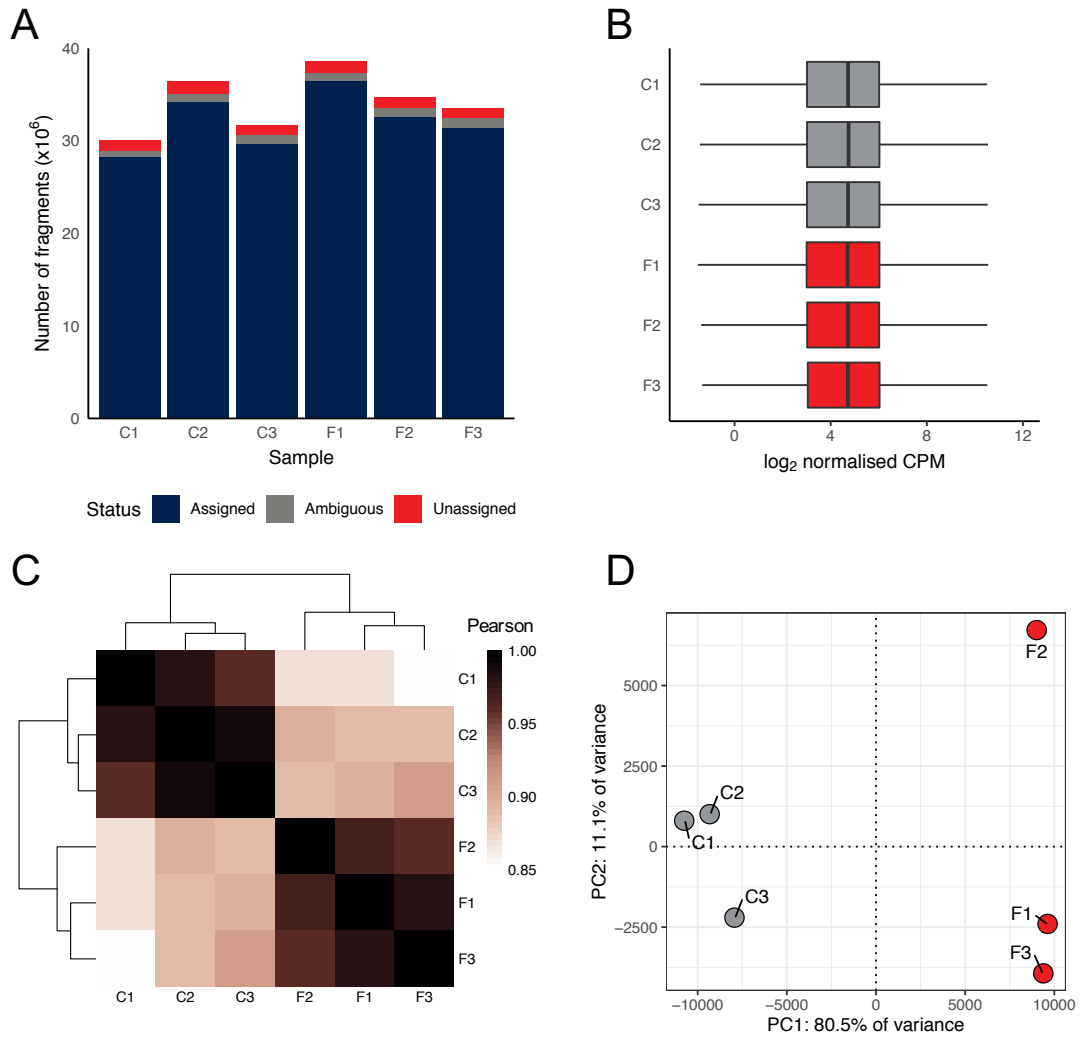 A
40
30
20
10
0
Number of fragments (x10⁶)
C1 C2 C3 F1 F2 F3
Sample
Status Assigned Ambiguous Unassigned
B
C1
C2
C3
F1
F2
F3
0 4 8 12
log₂ normalised CPM
C
Pearson
1.00
0.95
0.90
0.85
C1
C2
C3
F2
F1
F3
C1 C2 C3 F2 F1 F3
D
PC2: 11.1% of variance
5000
2500
0
−2500
F2
C2
C1
C3
F1
F3
−10000 −5000 0 5000 10000
PC1: 80.5% of variance